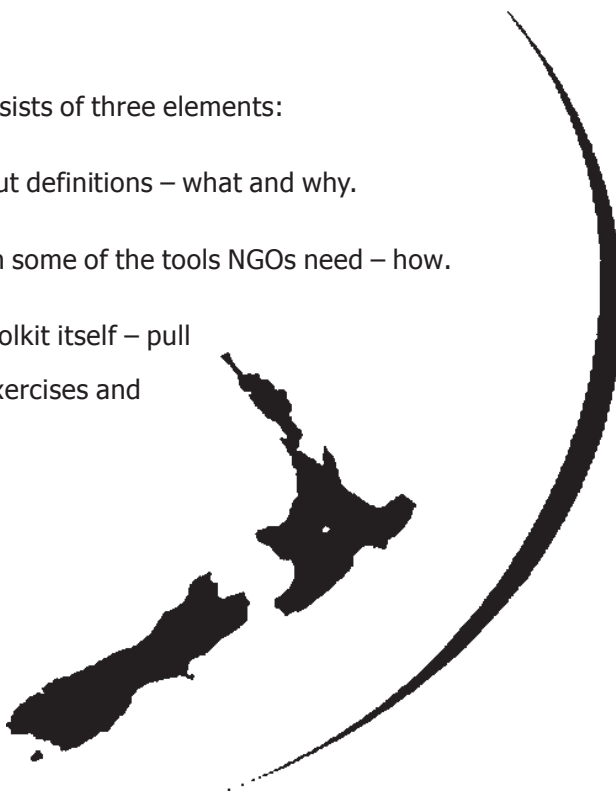 sists of three elements:
ut definitions – what and why.
n some of the tools NGOs need – how.
olkit itself – pull
xercises and